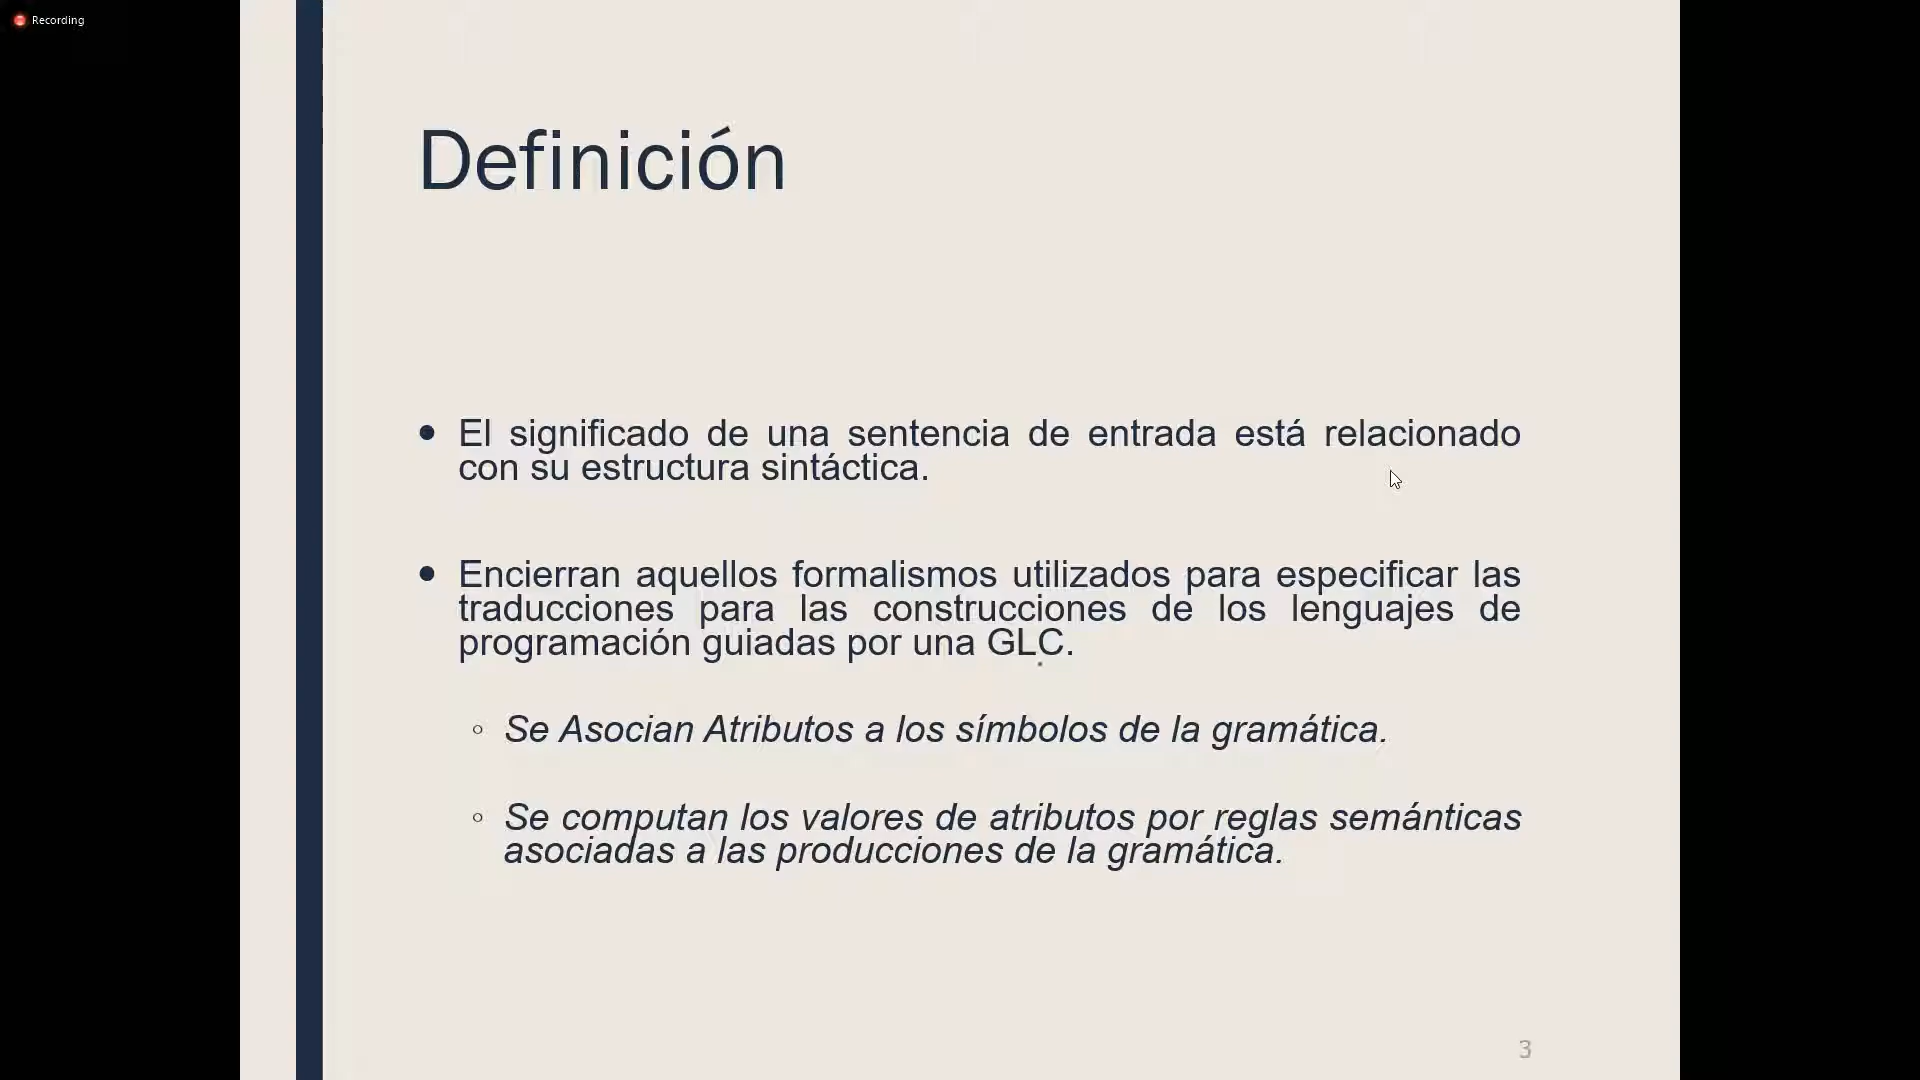 Recording
Definición
• El significado de una sentencia de entrada está relacionado
con su estructura sintáctica.
• Encierran aquellos formalismos utilizados para especificar las
traducciones para las construcciones de los lenguajes de
programación guiadas por una GLC.
◦ Se Asocian Atributos a los símbolos de la gramática.
◦ Se computan los valores de atributos por reglas semánticas
asociadas a las producciones de la gramática.
3